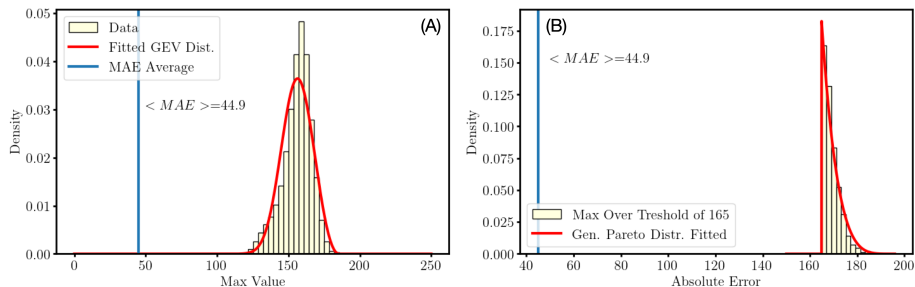 (A)
Data
Fitted GEV Dist.
MAE Average
< MAE >=44.9
Density
0.05
0.04
0.03
0.02
0.01
0.00
0 50 100 150 200 250
Max Value
(B)
< MAE >=44.9
Density
0.175
0.150
0.125
0.100
0.075
0.050
0.025
0.000
Max Over Treshold of 165
Gen. Pareto Distr. Fitted
40 60 80 100 120 140 160 180 200
Absolute Error